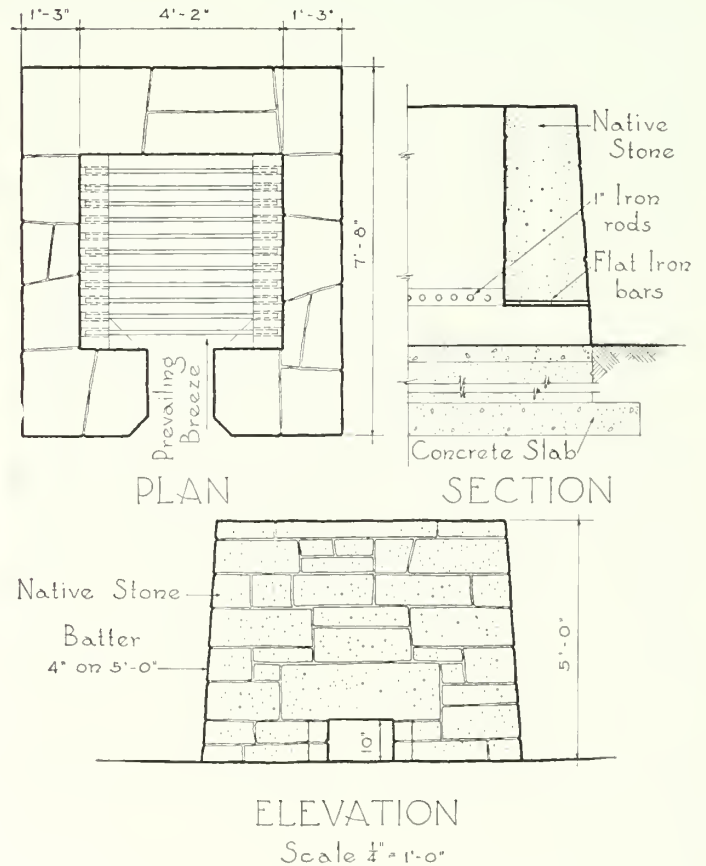 1'-3" 4'-2" 1'-3"
Native
Stone
1" Iron
rods
Flat Iron
bars
7'-8"
Prevailing
Breeze
Concrete Slab
PLAN
SECTION
Native Stone
Batter
4" on 5'-0"
5'-0"
10"
ELEVATION
Scale ¼" = 1'-0"